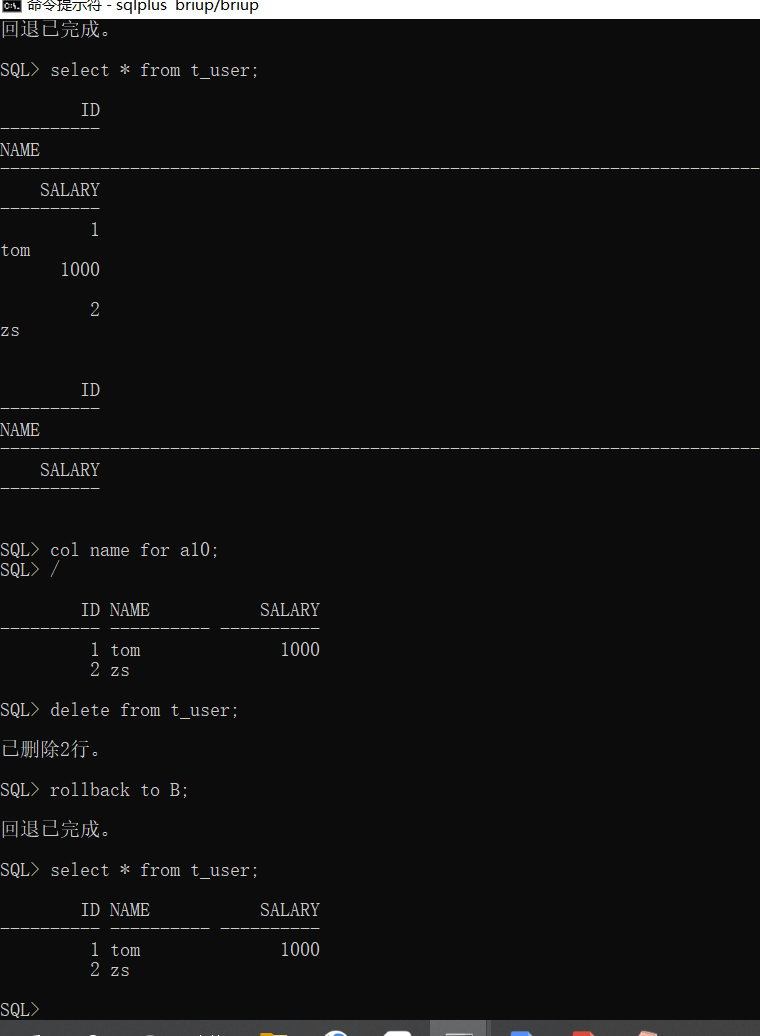 命令提示符 - sqlplus briup/briup
回退已完成。
SQL> select * from t_user;
ID
----------
NAME
--------------------------------------------------------------------------------
SALARY
----------
1
tom
1000
2
zs
ID
----------
NAME
--------------------------------------------------------------------------------
SALARY
----------
SQL> col name for a10;
SQL> /
ID NAME SALARY
---------- ---------- ----------
1 tom 1000
2 zs
SQL> delete from t_user;
已删除2行。
SQL> rollback to B;
回退已完成。
SQL> select * from t_user;
ID NAME SALARY
---------- ---------- ----------
1 tom 1000
2 zs
SQL>